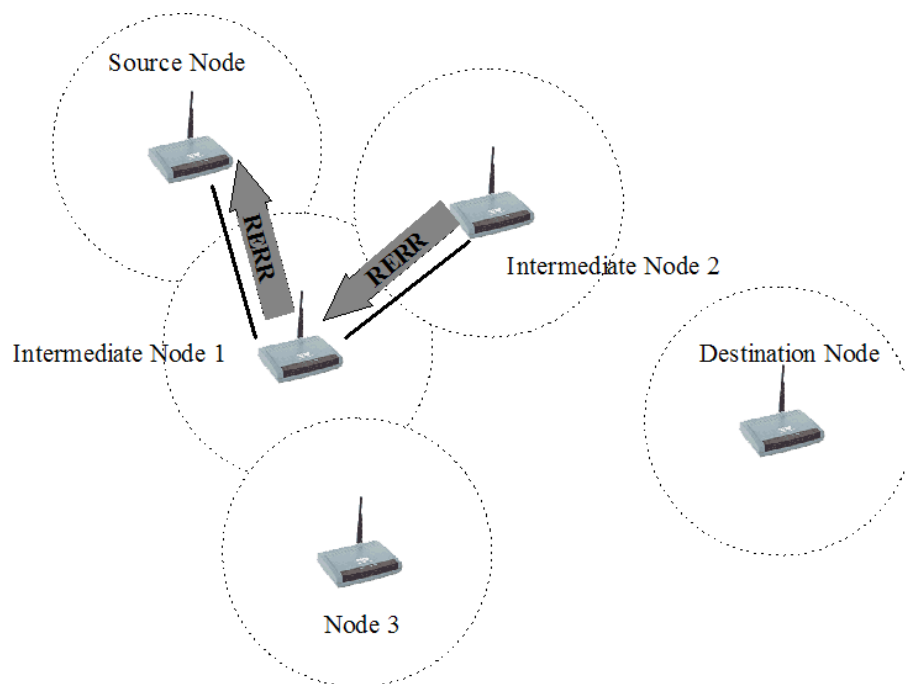 Source Node
RERR
RERR
Intermediate Node 2
Intermediate Node 1
Destination Node
Node 3